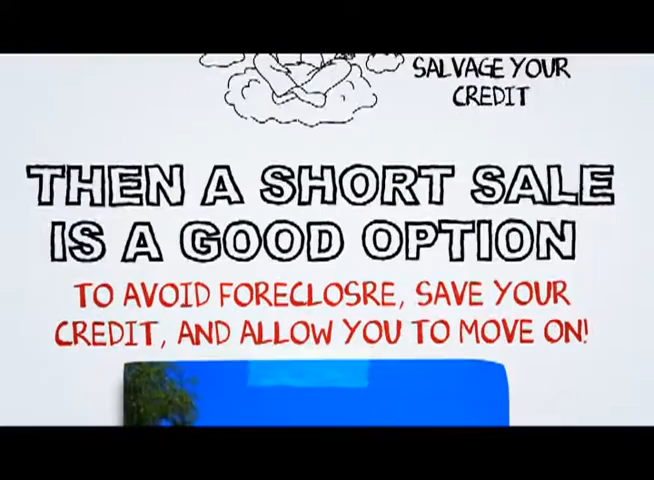 SALVAGE YOUR
CREDIT
THEN A SHORT SALE
IS A GOOD OPTION
TO AVOID FORECLOSRE, SAVE YOUR
CREDIT, AND ALLOW YOU TO MOVE ON!